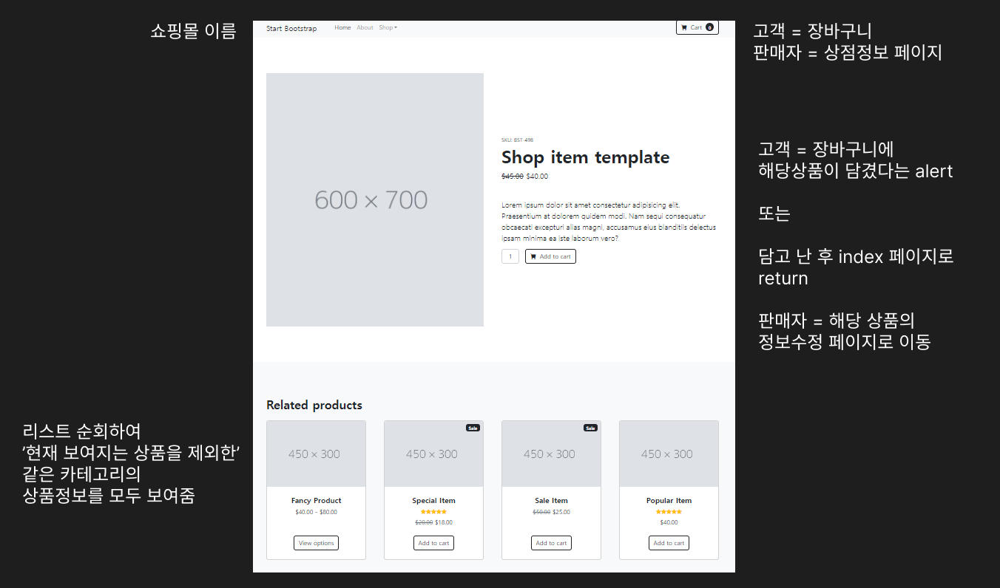 쇼핑몰 이름
Start Bootstrap Home About Shop Cart 0
고객 = 장바구니
판매자 = 상점정보 페이지
600 × 700
SKU: BST-498
Shop item template
$45.00 $40.00
Lorem ipsum dolor sit amet consectetur adipisicing elit.
Praesentium at dolorem quidem modi. Nam sequi consequatur
obcaecati excepturi alias magni, accusamus eius blanditiis delectus
ipsam minima ea iste laborum vero?
1 Add to cart
고객 = 장바구니에
해당상품이 담겼다는 alert
또는
담고 난 후 index 페이지로
return
판매자 = 해당 상품의
정보수정 페이지로 이동
리스트 순회하여
‘현재 보여지는 상품을 제외한’
같은 카테고리의
상품정보를 모두 보여줌
Related products
450 × 300
Fancy Product
$40.00 - $80.00
View options
Sale
450 × 300
Special Item
$20.00 $18.00
Add to cart
Sale
450 × 300
Sale Item
$50.00 $25.00
Add to cart
450 × 300
Popular Item
$40.00
Add to cart